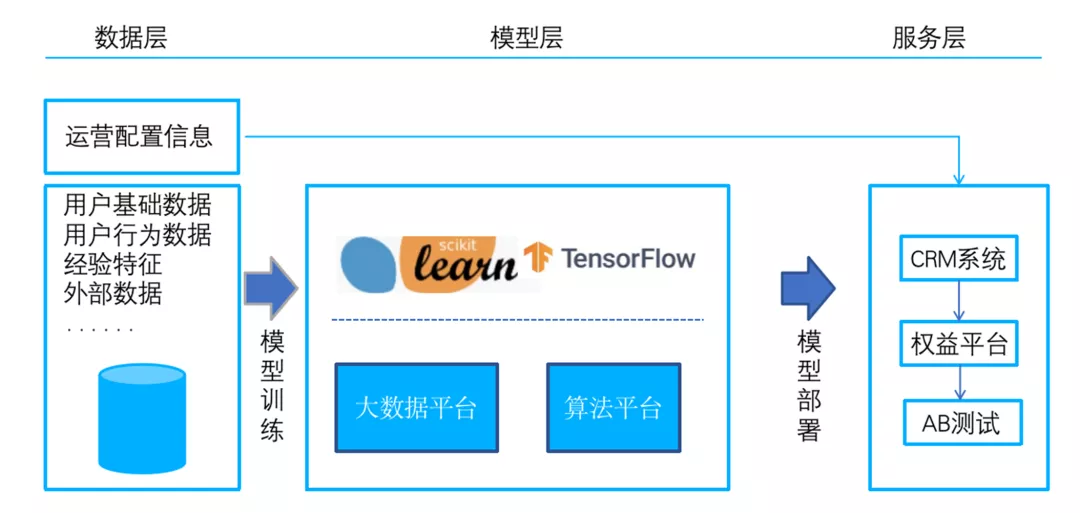 数据层
模型层
服务层
运营配置信息
用户基础数据
用户行为数据
经验特征
外部数据
......
模型训练
scikit
learn
TensorFlow
大数据平台
算法平台
模型部署
CRM系统
权益平台
AB测试